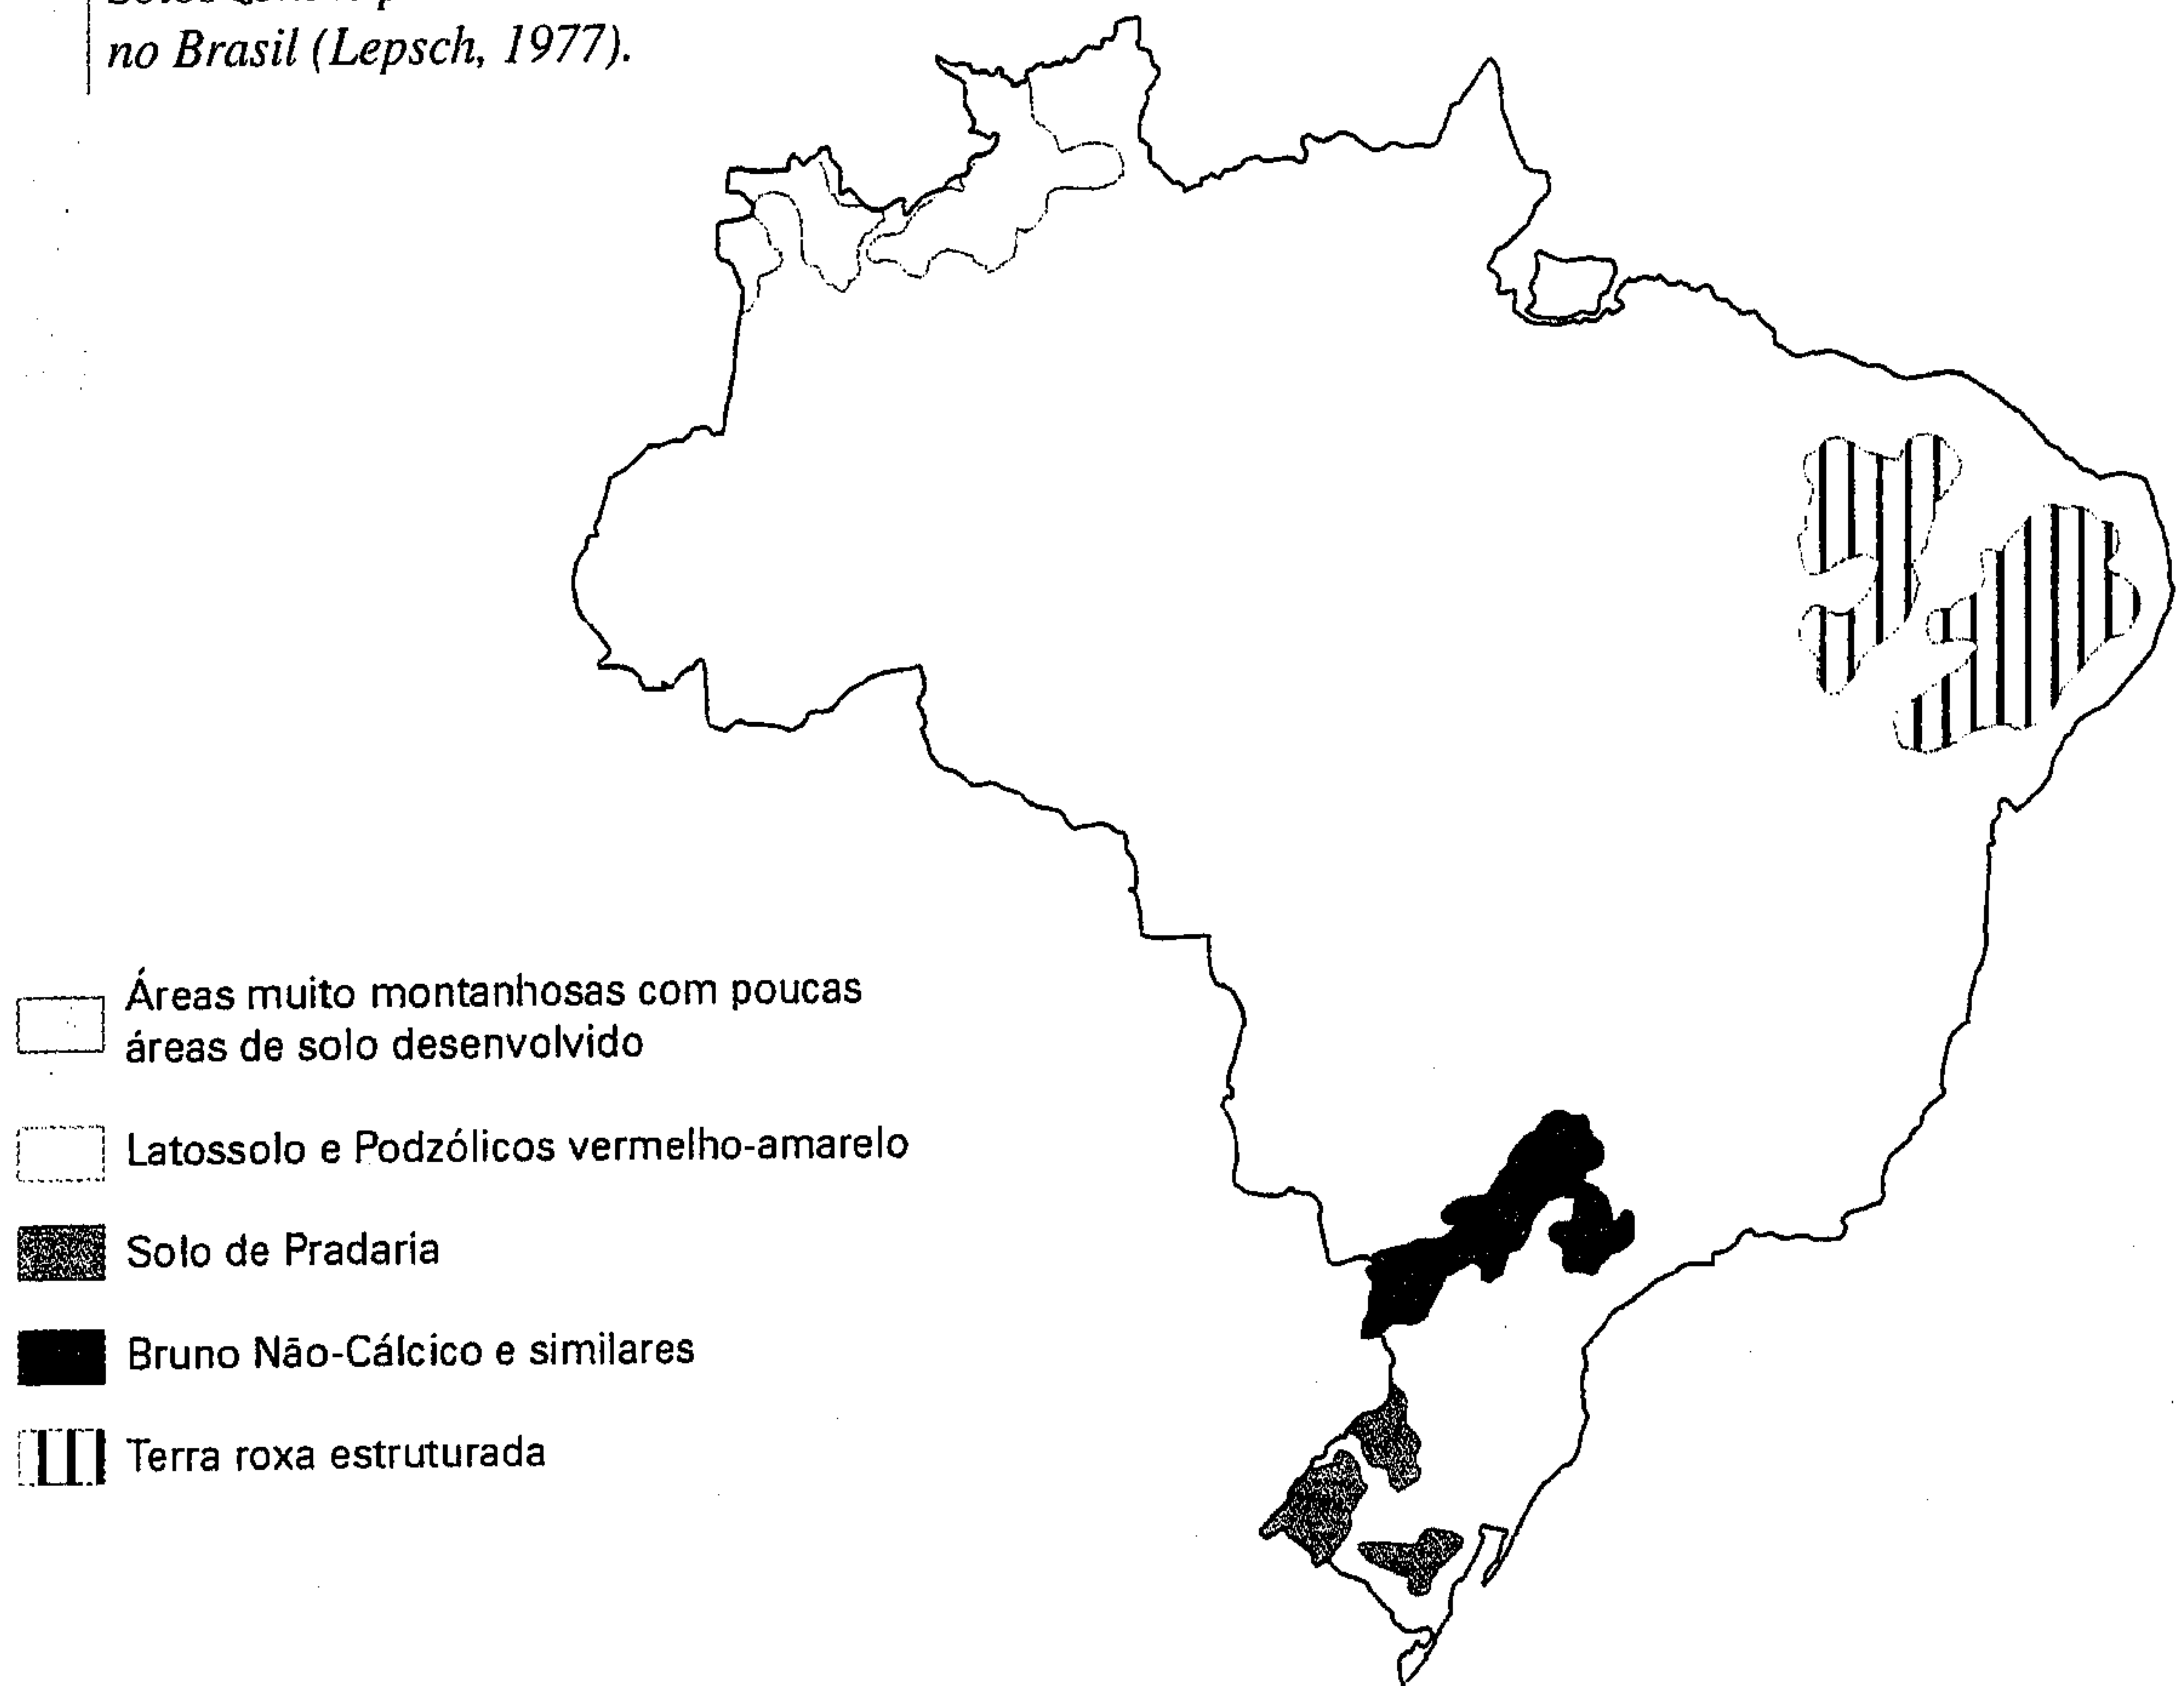 no Brasil (Lepsch, 1977).
Áreas muito montanhosas com poucas
áreas de solo desenvolvido
Latossolo e Podzólicos vermelho-amarelo
Solo de Pradaria
Bruno Não-Cálcico e similares
Terra roxa estruturada